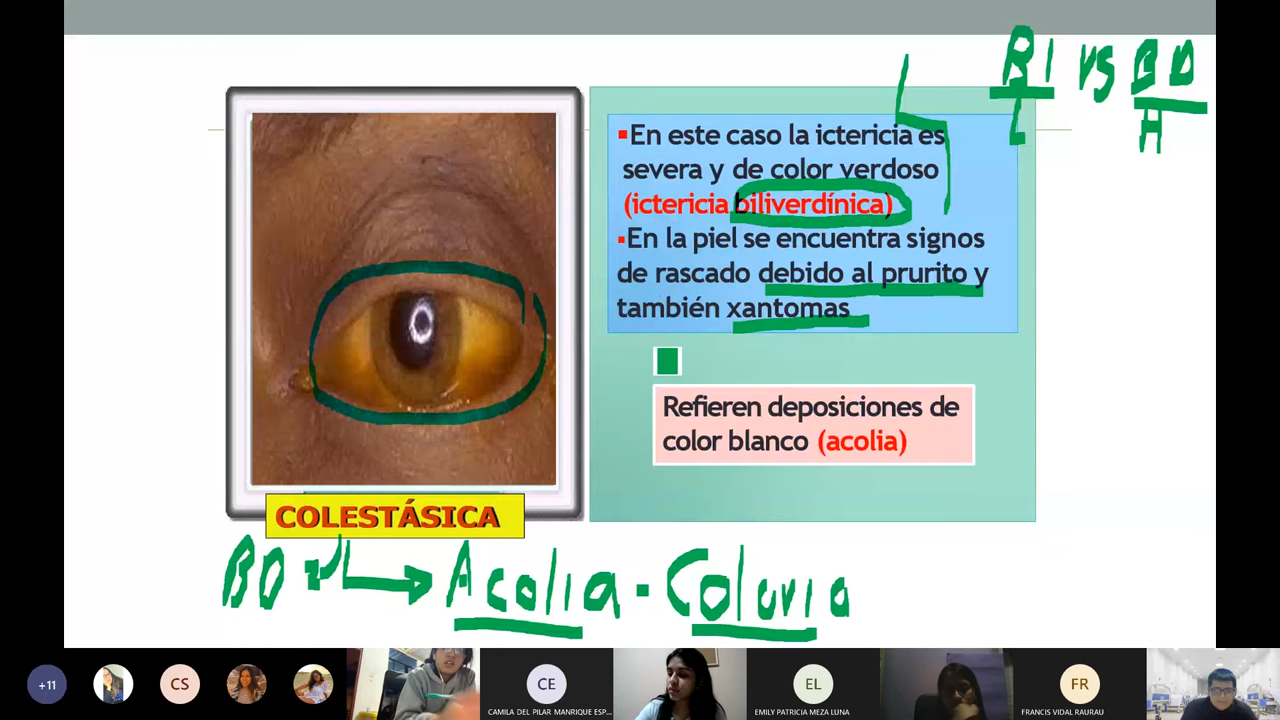 BI vs BD
L H
En este caso la ictericia es
severa y de color verdoso
(ictericia biliverdínica)
En la piel se encuentra signos
de rascado debido al prurito y
también xantomas
Refieren deposiciones de
color blanco (acolia)
COLESTÁSICA
BD → Acolia - Coluria
+11
CS
CE
EL
FR
CAMILA DEL PILAR MANRIQUE ESP...
EMILY PATRICIA MEZA LUNA
FRANCIS VIDAL RAURAU